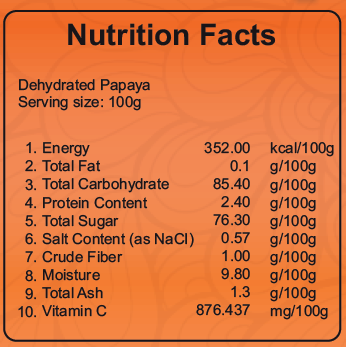 Nutrition Facts
Dehydrated Papaya
Serving size: 100g
1. Energy 352.00 kcal/100g
2. Total Fat 0.1 g/100g
3. Total Carbohydrate 85.40 g/100g
4. Protein Content 2.40 g/100g
5. Total Sugar 76.30 g/100g
6. Salt Content (as NaCl) 0.57 g/100g
7. Crude Fiber 1.00 g/100g
8. Moisture 9.80 g/100g
9. Total Ash 1.3 g/100g
10. Vitamin C 876.437 mg/100g